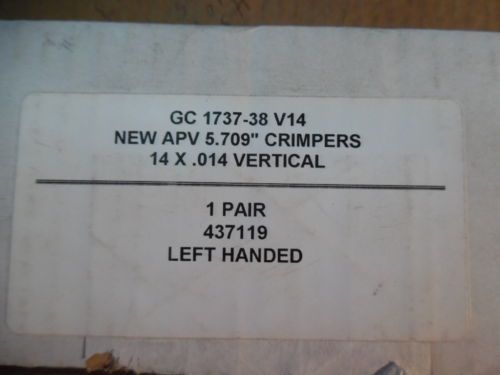 GC 1737-38 V14
NEW APV 5.709" CRIMPERS
14 X .014 VERTICAL
1 PAIR
437119
LEFT HANDED